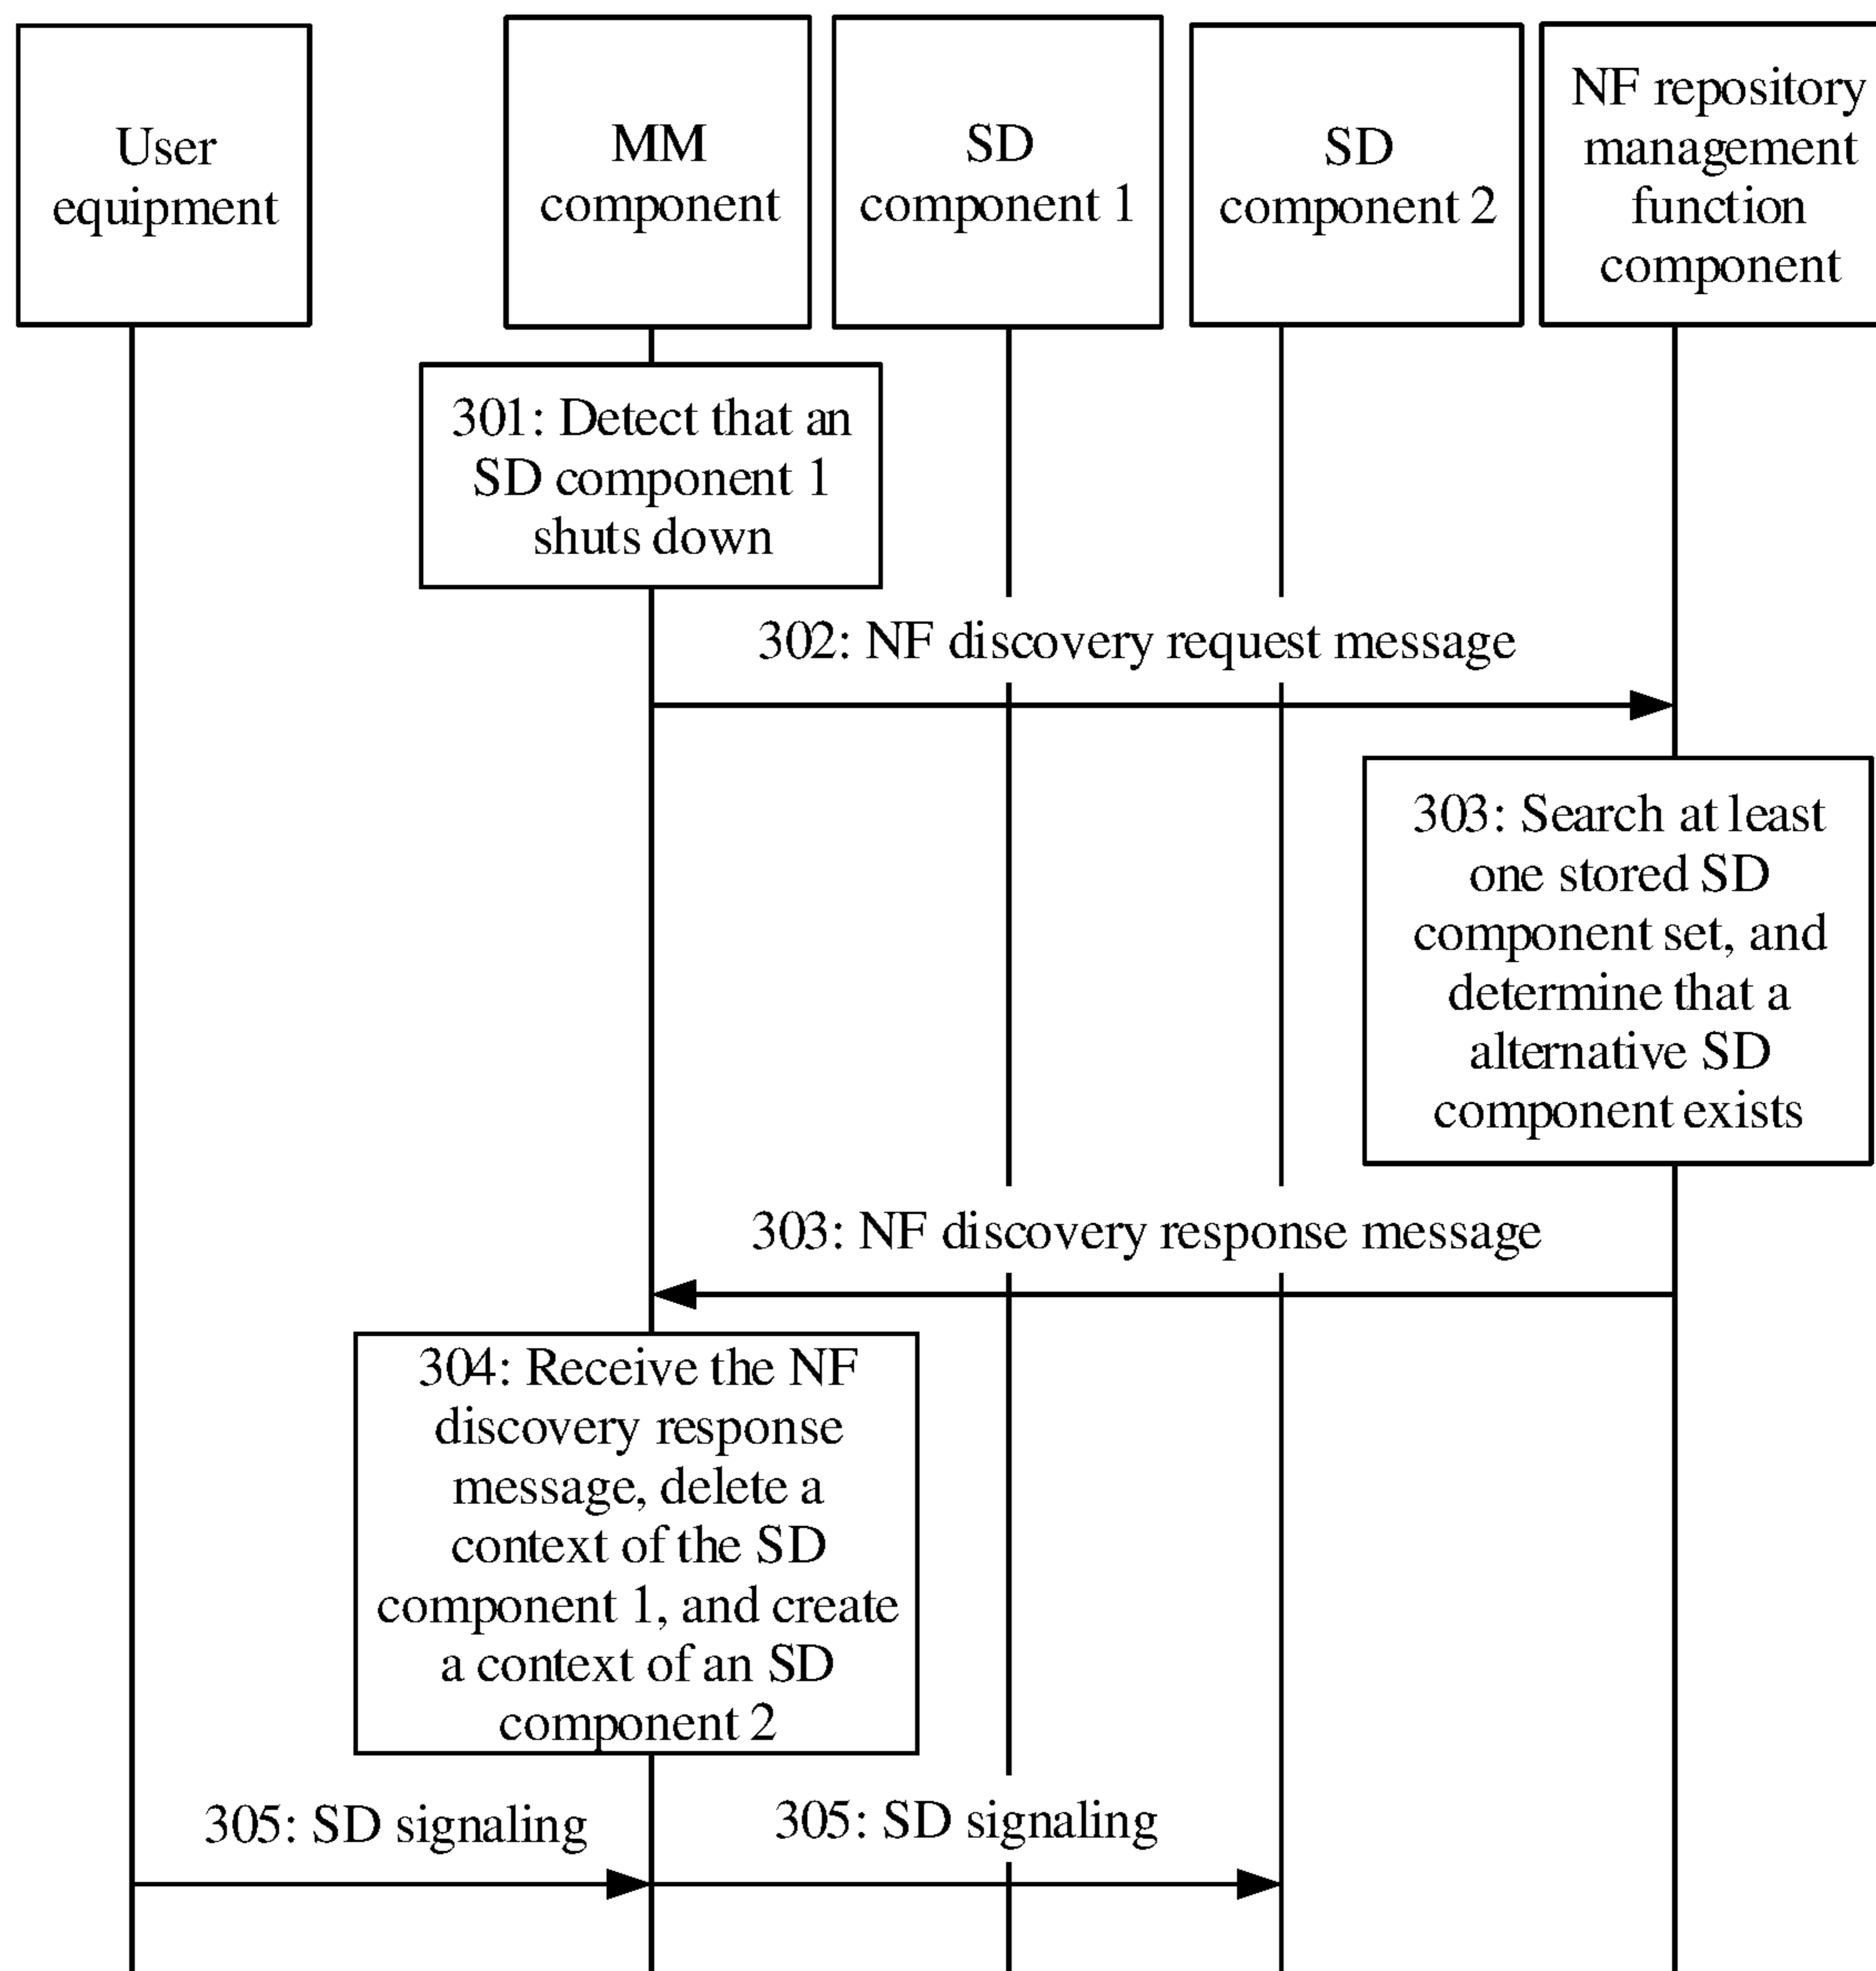 User
equipment
MM
component
SD
component 1
SD
component 2
NF repository
management
function
component
301: Detect that an
SD component 1
shuts down
302: NF discovery request message
303: Search at least
one stored SD
component set, and
determine that a
alternative SD
component exists
303: NF discovery response message
304: Receive the NF
discovery response
message, delete a
context of the SD
component 1, and create
a context of an SD
component 2
305: SD signaling
305: SD signaling